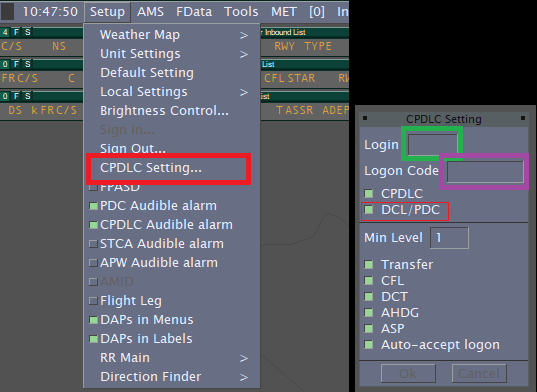 10:47:50 Setup AMS FData Tools MET [0] In
4 F S r Inbound List
C/S NS RWY TYPE
0 F S List
FRC/S C CFLSTAR RW
0 F S ist
DS kFRC/S TASSR ADEP
Weather Map >
Unit Settings >
Default Setting
Local Settings >
Brightness Control...
Sign In...
Sign Out...
CPDLC Setting...
FPASD
PDC Audible alarm
CPDLC Audible alarm
STCA Audible alarm
APW Audible alarm
AMID
Flight Leg
DAPs in Menus
DAPs in Labels
RR Main >
Direction Finder >
CPDLC Setting
Login
Logon Code
CPDLC
DCL/PDC
Min Level 1
Transfer
CFL
DCT
AHDG
ASP
Auto-accept logon
Ok Cancel